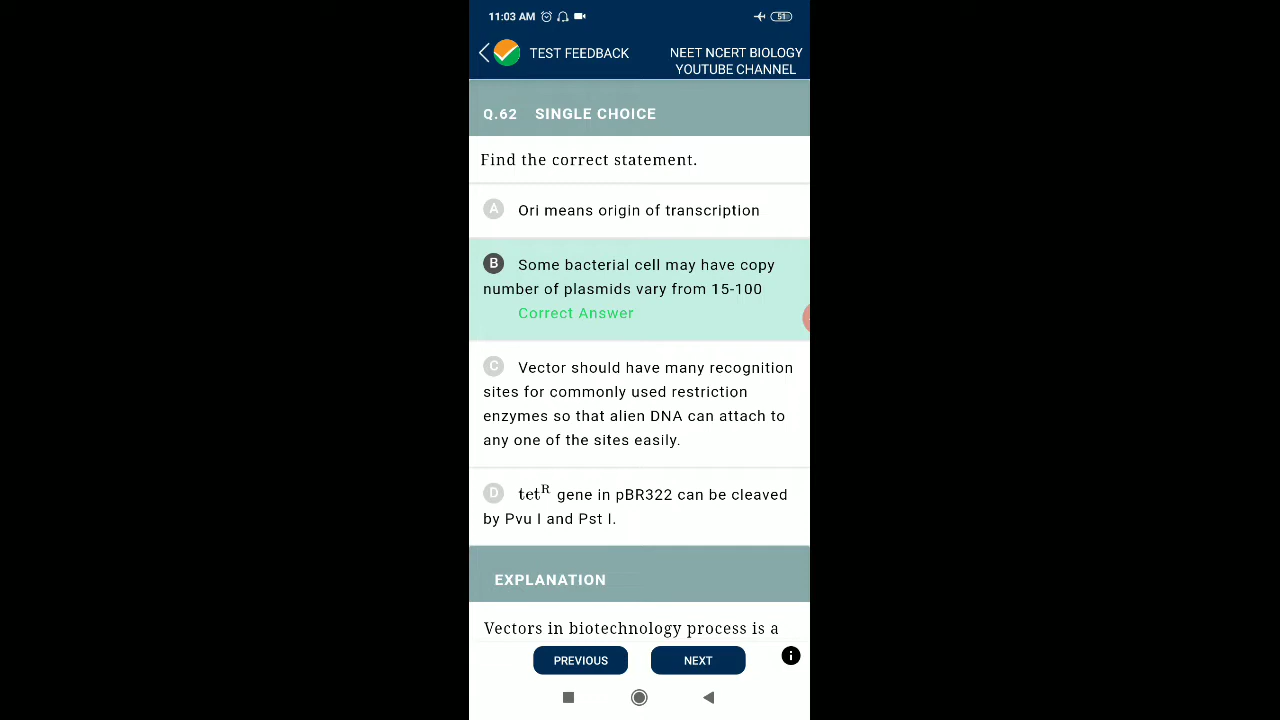 11:03 AM
51
TEST FEEDBACK
NEET NCERT BIOLOGY
YOUTUBE CHANNEL
Q.62 SINGLE CHOICE
Find the correct statement.
A Ori means origin of transcription
B Some bacterial cell may have copy
number of plasmids vary from 15-100
Correct Answer
C Vector should have many recognition
sites for commonly used restriction
enzymes so that alien DNA can attach to
any one of the sites easily.
D tet^R gene in pBR322 can be cleaved
by Pvu I and Pst I.
EXPLANATION
Vectors in biotechnology process is a
PREVIOUS NEXT